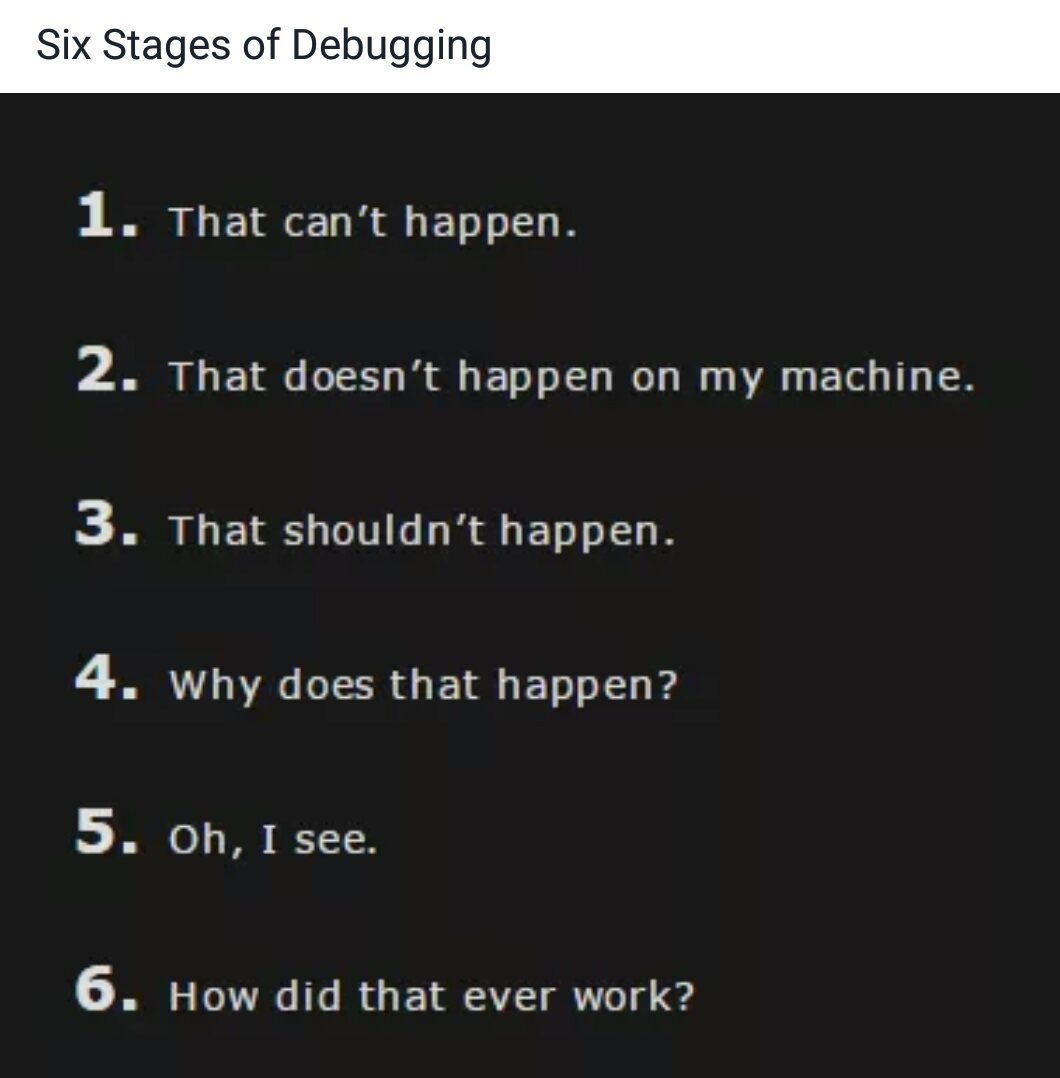 Six Stages of Debugging
1. That can't happen.
2. That doesn't happen on my machine.
3. That shouldn't happen.
4. Why does that happen?
5. Oh, I see.
6. How did that ever work?